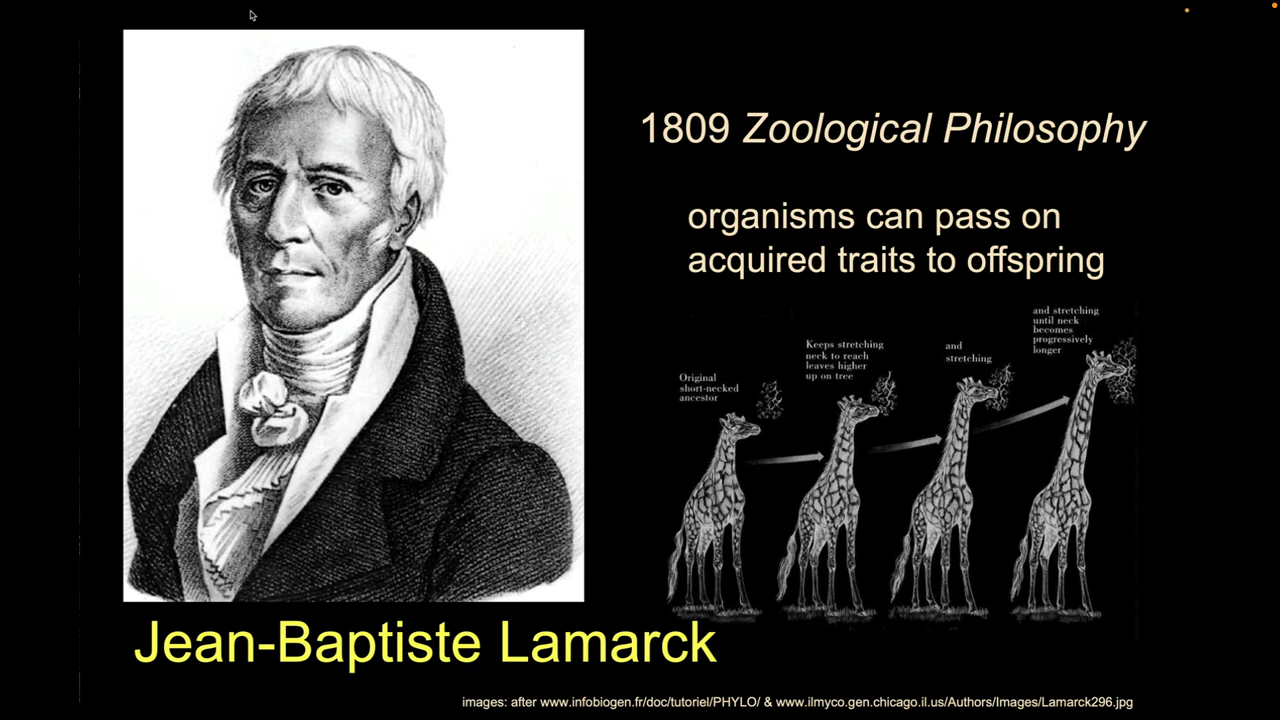 1809 Zoological Philosophy
organisms can pass on
acquired traits to offspring
Original
short-necked
ancestor
Keeps stretching
neck to reach
leaves higher
up on tree
and
stretching
and stretching
until neck
becomes
progressively
longer
Jean-Baptiste Lamarck
images: after www.infobiogen.fr/doc/tutoriel/PHYLO/ & www.ilmyco.gen.chicago.il.us/Authors/Images/Lamarck296.jpg